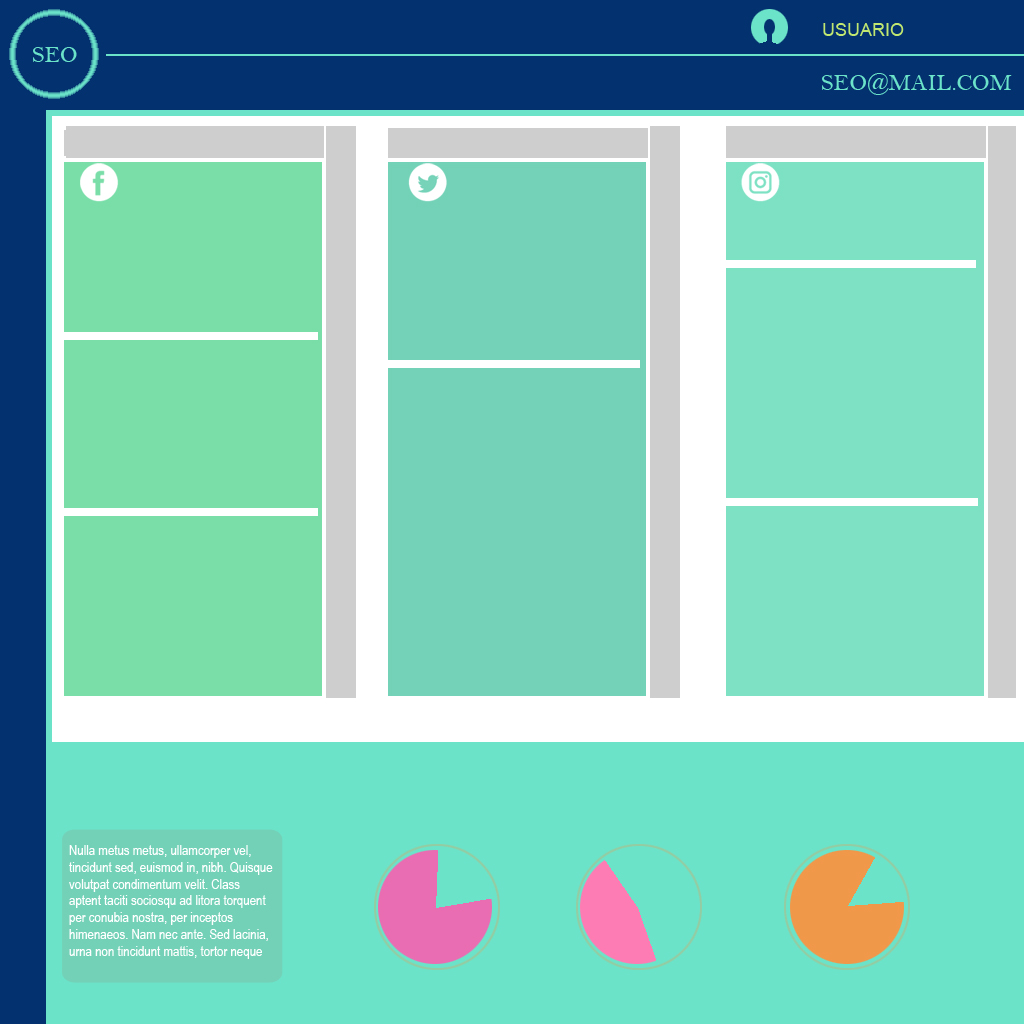 SEO
USUARIO
SEO@MAIL.COM
Nulla metus metus, ullamcorper vel,
tincidunt sed, euismod in, nibh. Quisque
volutpat condimentum velit. Class
aptent taciti sociosqu ad litora torquent
per conubia nostra, per inceptos
himenaeos. Nam nec ante. Sed lacinia,
urna non tincidunt mattis, tortor neque